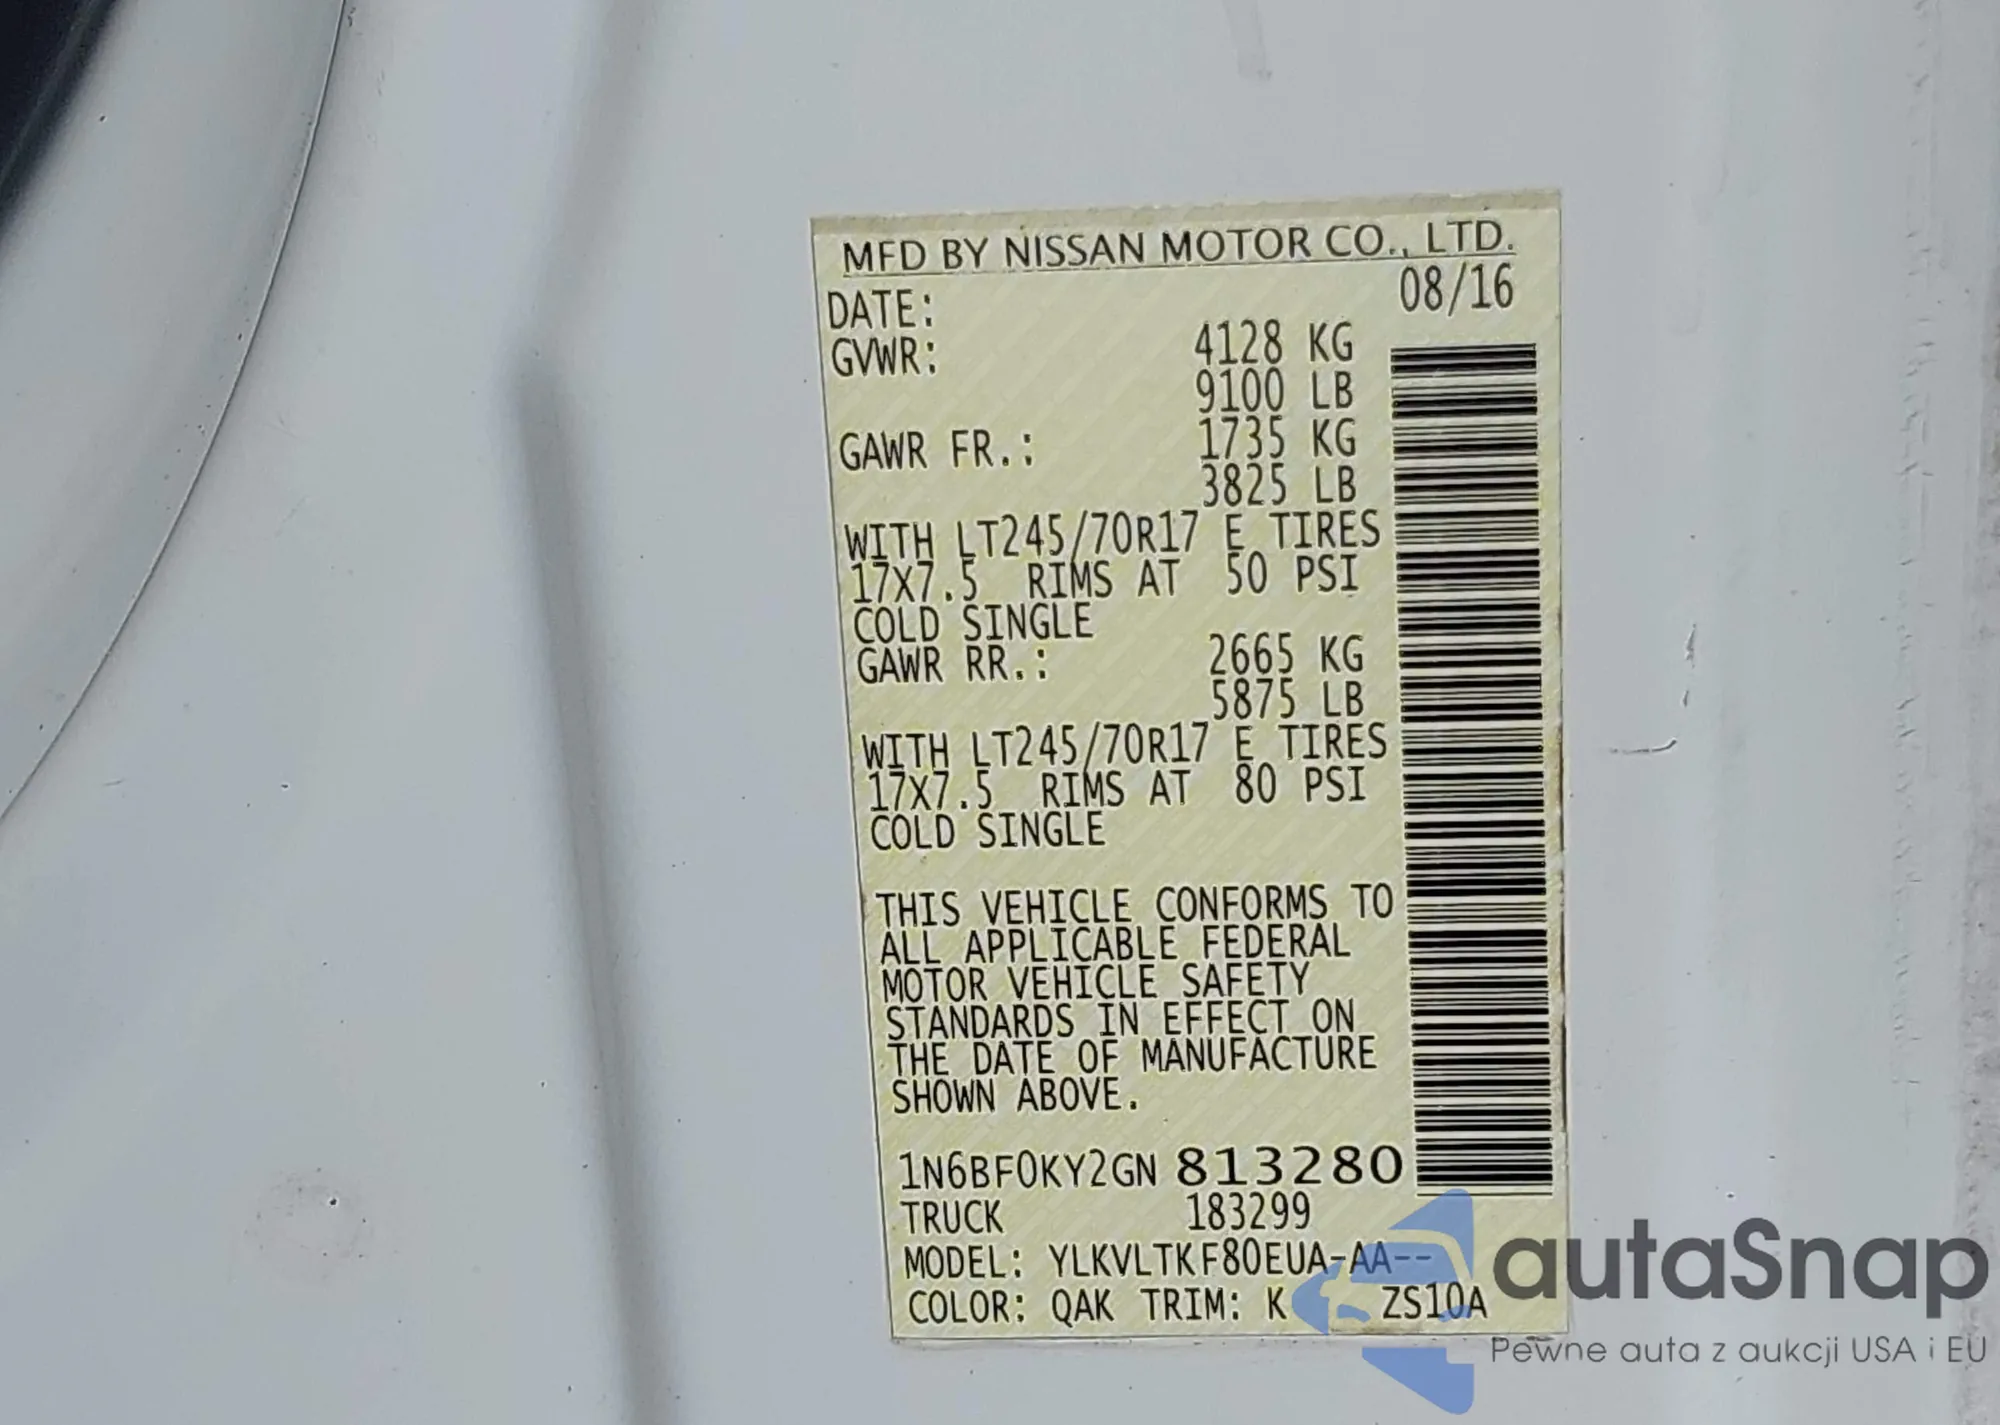 MFD BY NISSAN MOTOR CO., LTD.
DATE: 08/16
GVWR: 4128 KG
9100 LB
GAWR FR.: 1735 KG
3825 LB
WITH LT245/70R17 E TIRES
17X7.5 RIMS AT 50 PSI
COLD SINGLE
GAWR RR.: 2665 KG
5875 LB
WITH LT245/70R17 E TIRES
17X7.5 RIMS AT 80 PSI
COLD SINGLE
THIS VEHICLE CONFORMS TO
ALL APPLICABLE FEDERAL
MOTOR VEHICLE SAFETY
STANDARDS IN EFFECT ON
THE DATE OF MANUFACTURE
SHOWN ABOVE.
1N6BF0KY2GN 813280
TRUCK 183299
MODEL: YLKVLTKF80EUA-AA--
COLOR: QAK TRIM: K ZS10A
autaSnap
Pewne auta z aukcji USA i EU